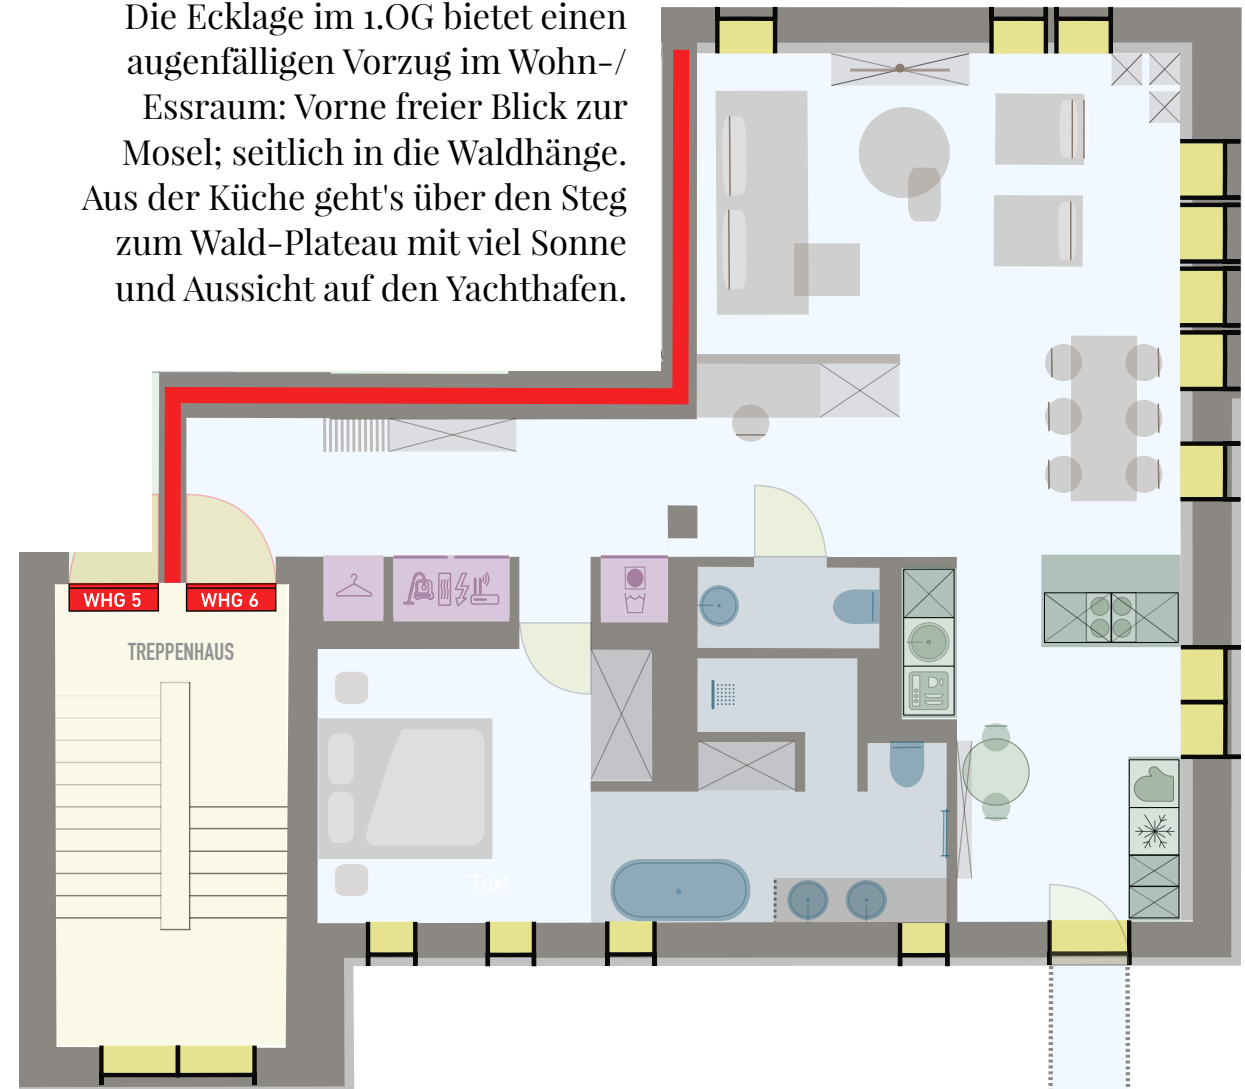 Die Ecklage im 1.OG bietet einen
augenfälligen Vorzug im Wohn-/
Essraum: Vorne freier Blick zur
Mosel; seitlich in die Waldhänge.
Aus der Küche geht's über den Steg
zum Wald-Plateau mit viel Sonne
und Aussicht auf den Yachthafen.
WHG 5
WHG 6
TREPPENHAUS
Text